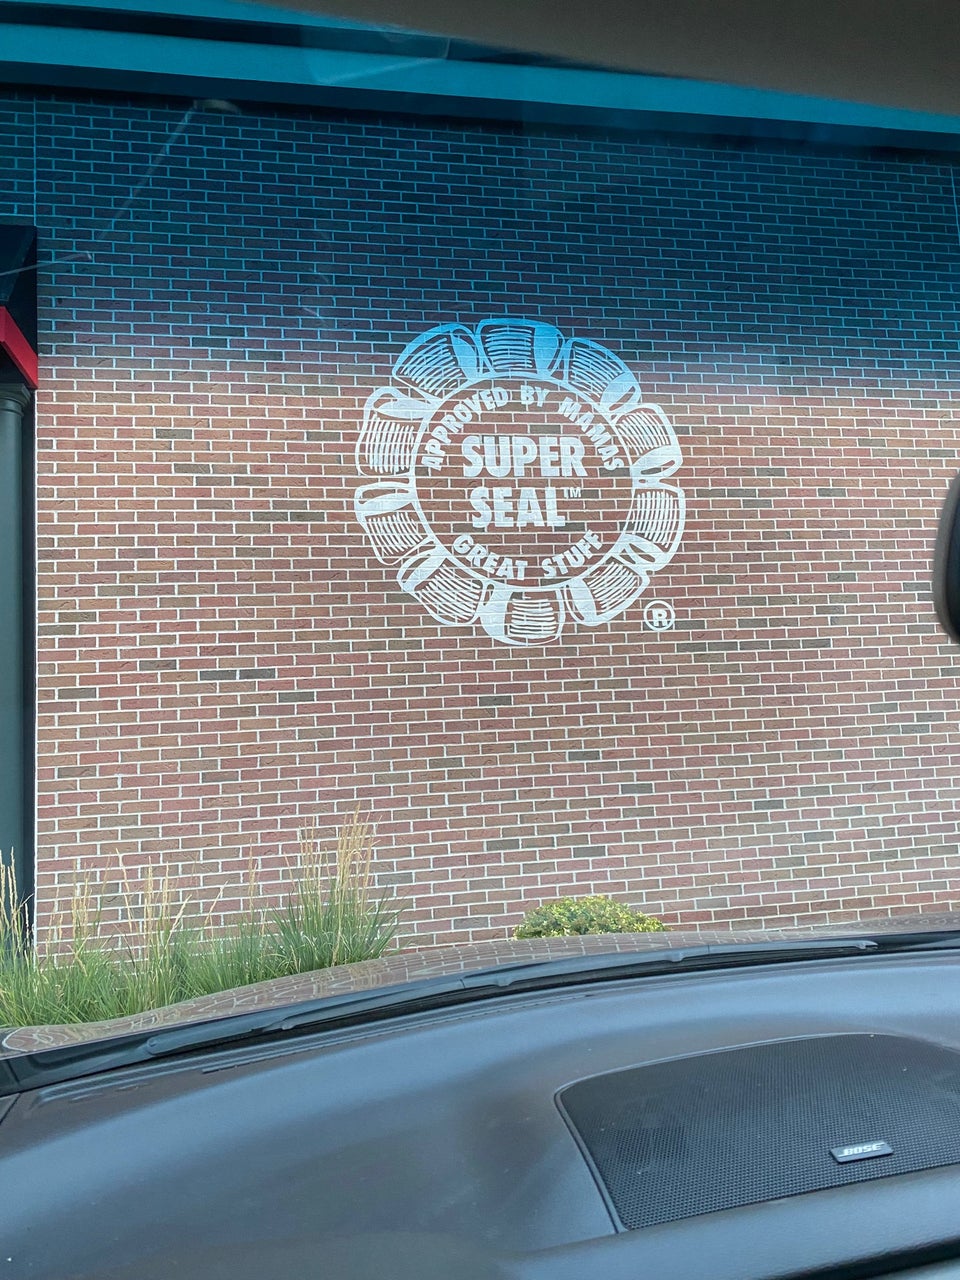 APPROVED BY MAMAS
SUPER
SEAL™
GREAT STUFF
®
BOSE